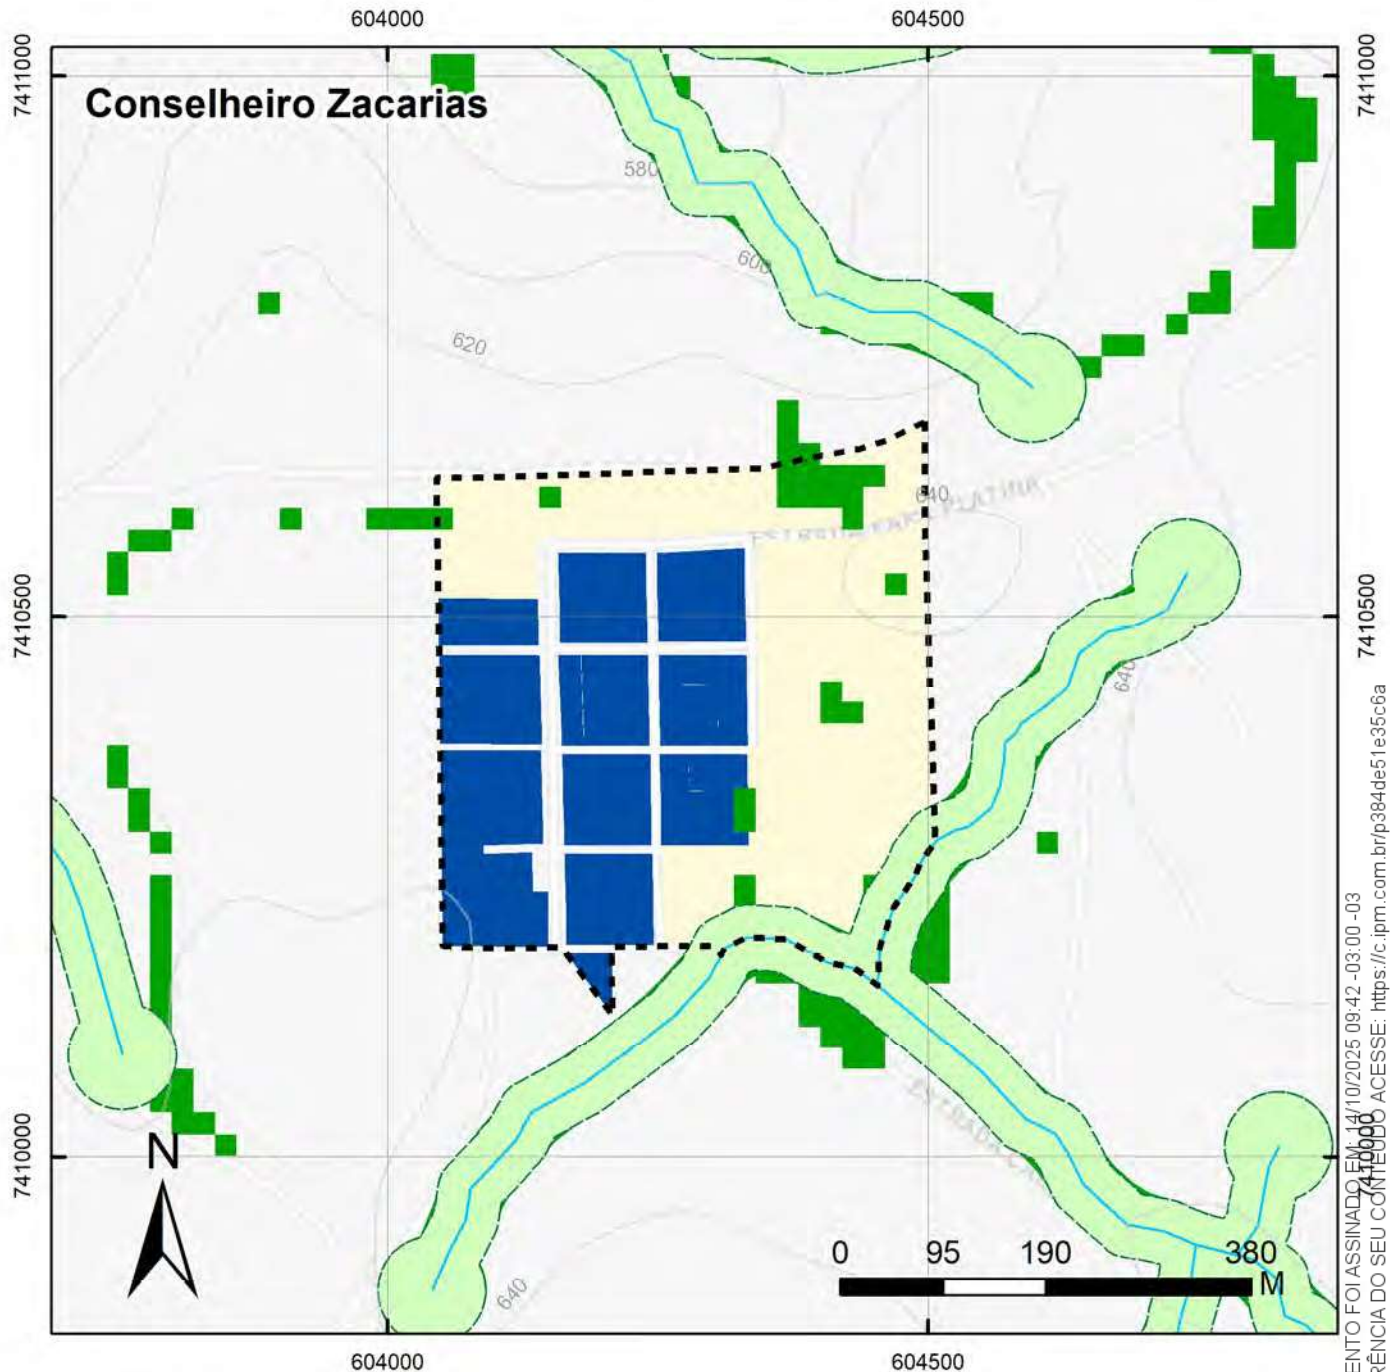 604000
604500
7411000
7411000
Conselheiro Zacarias
580
600
620
640
7410500
7410500
640
7410000
7410000
N
0 95 190 380
M
640
604000
604500
ENTO FOI ASSINADO EM: 14/10/2025 09:42 -03:00 -03
RÊNCIA DO SEU CONTEÚDO ACESSE: https://c.ipm.com.br/p384de51e35c6a